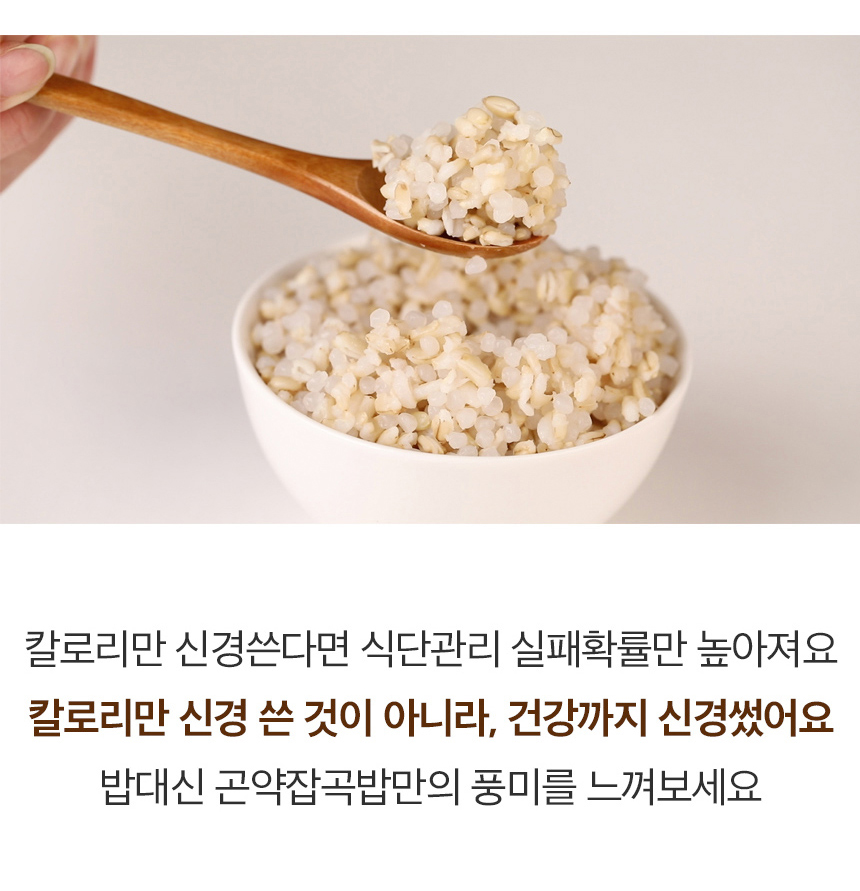 칼로리만 신경쓴다면 식단관리 실패확률만 높아져요
칼로리만 신경 쓴 것이 아니라, 건강까지 신경썼어요
밥대신 곤약잡곡밥만의 풍미를 느껴보세요